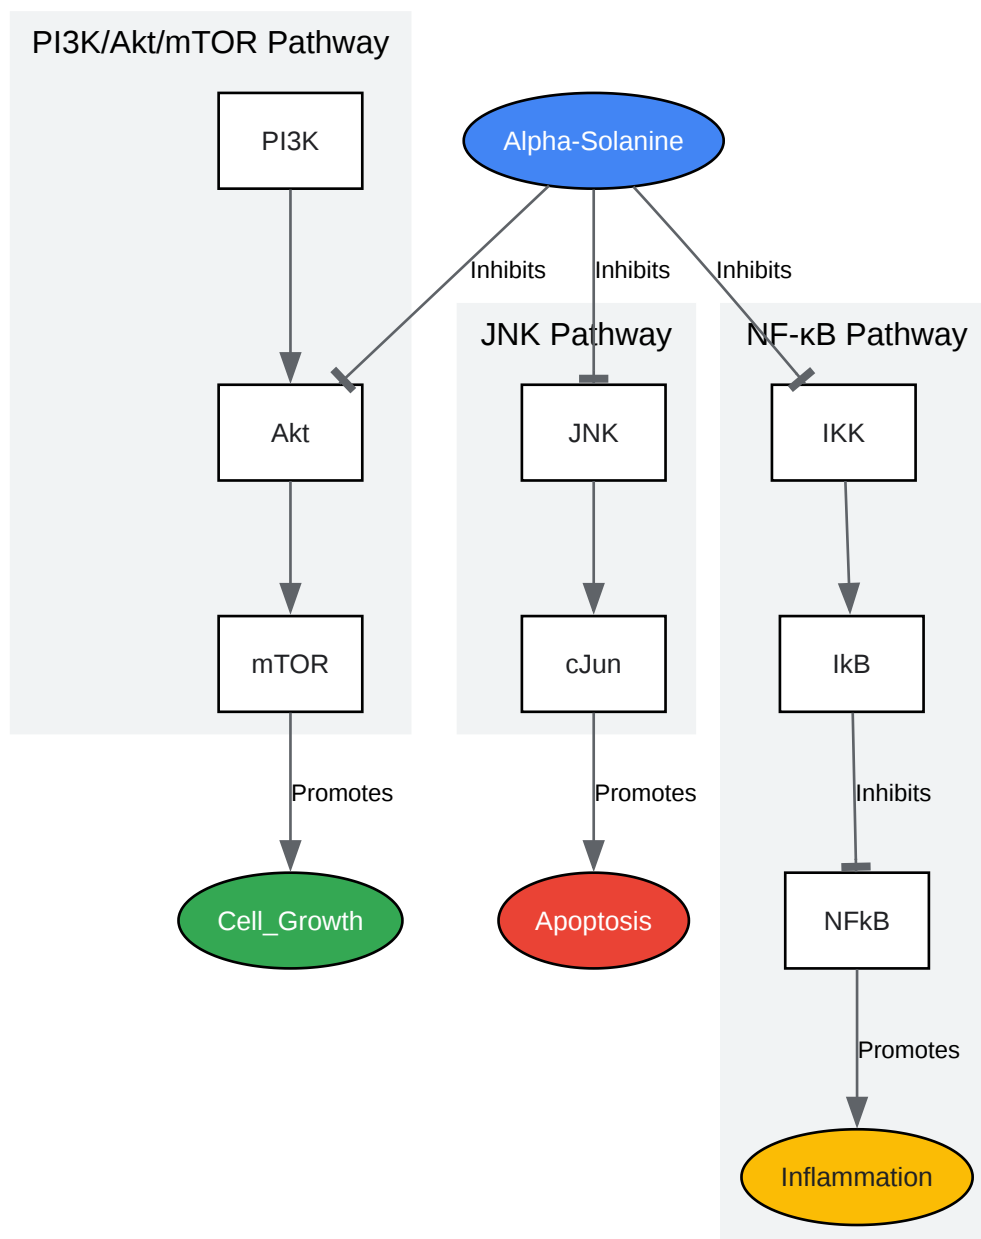 PI3K/Akt/mTOR Pathway
PI3K
Alpha-Solanine
Inhibits
Inhibits
Inhibits
JNK Pathway
NF-κB Pathway
Akt
JNK
IKK
mTOR
cJun
IkB
Promotes
Promotes
Inhibits
Cell_Growth
Apoptosis
NFkB
Promotes
Inflammation